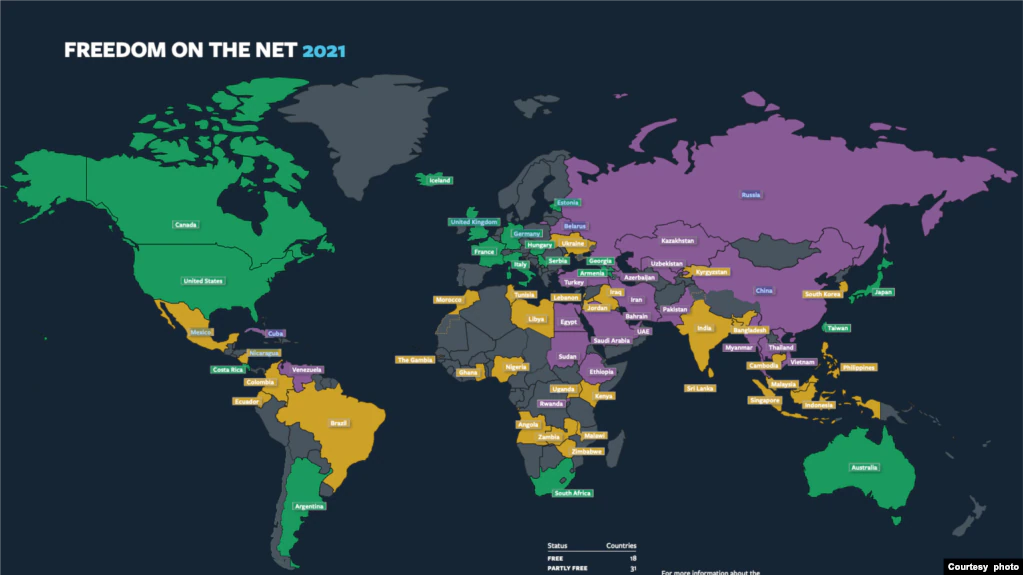 FREEDOM ON THE NET 2021
Iceland
Estonia
Russia
Canada
United Kingdom
Germany
Belarus
Hungary
Ukraine
France
Kazakhstan
Italy
Serbia
Georgia
Uzbekistan
Armenia
Azerbaijan
Kyrgyzstan
United States
Turkey
China
Morocco
Tunisia
Lebanon
Iraq
Iran
South Korea
Japan
Jordan
Pakistan
Libya
Egypt
Bahrain
Mexico
Cuba
UAE
India
Bangladesh
Taiwan
Saudi Arabia
Nicaragua
Sudan
Myanmar
Thailand
The Gambia
Vietnam
Costa Rica
Venezuela
Ghana
Nigeria
Ethiopia
Cambodia
Philippines
Colombia
Uganda
Kenya
Sri Lanka
Malaysia
Ecuador
Rwanda
Singapore
Indonesia
Brazil
Angola
Zambia
Malawi
Zimbabwe
Australia
South Africa
Argentina
Status Countries
FREE 18
PARTLY FREE 31
For more information about the
Courtesy photo